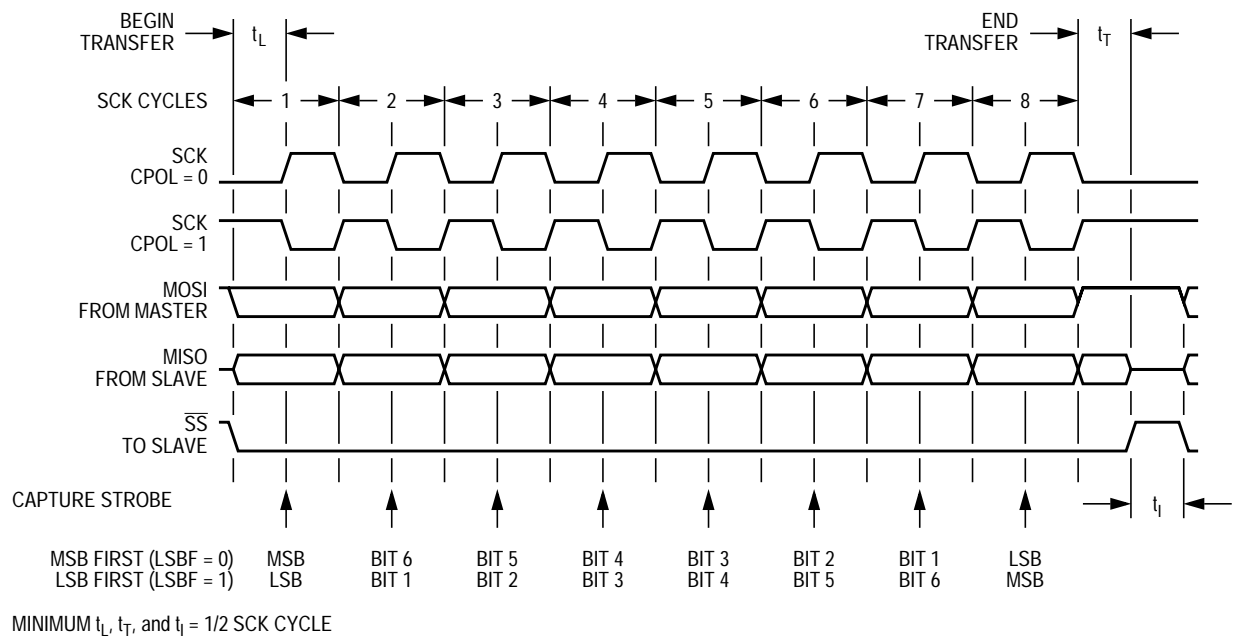 BEGIN TRANSFER
t_L
END TRANSFER
t_T
SCK CYCLES 1 2 3 4 5 6 7 8
SCK
CPOL = 0
SCK
CPOL = 1
MOSI
FROM MASTER
MISO
FROM SLAVE
SS
TO SLAVE
CAPTURE STROBE
t_I
MSB FIRST (LSBF = 0) MSB BIT 6 BIT 5 BIT 4 BIT 3 BIT 2 BIT 1 LSB
LSB FIRST (LSBF = 1) LSB BIT 1 BIT 2 BIT 3 BIT 4 BIT 5 BIT 6 MSB
MINIMUM t_L, t_T, and t_I = 1/2 SCK CYCLE